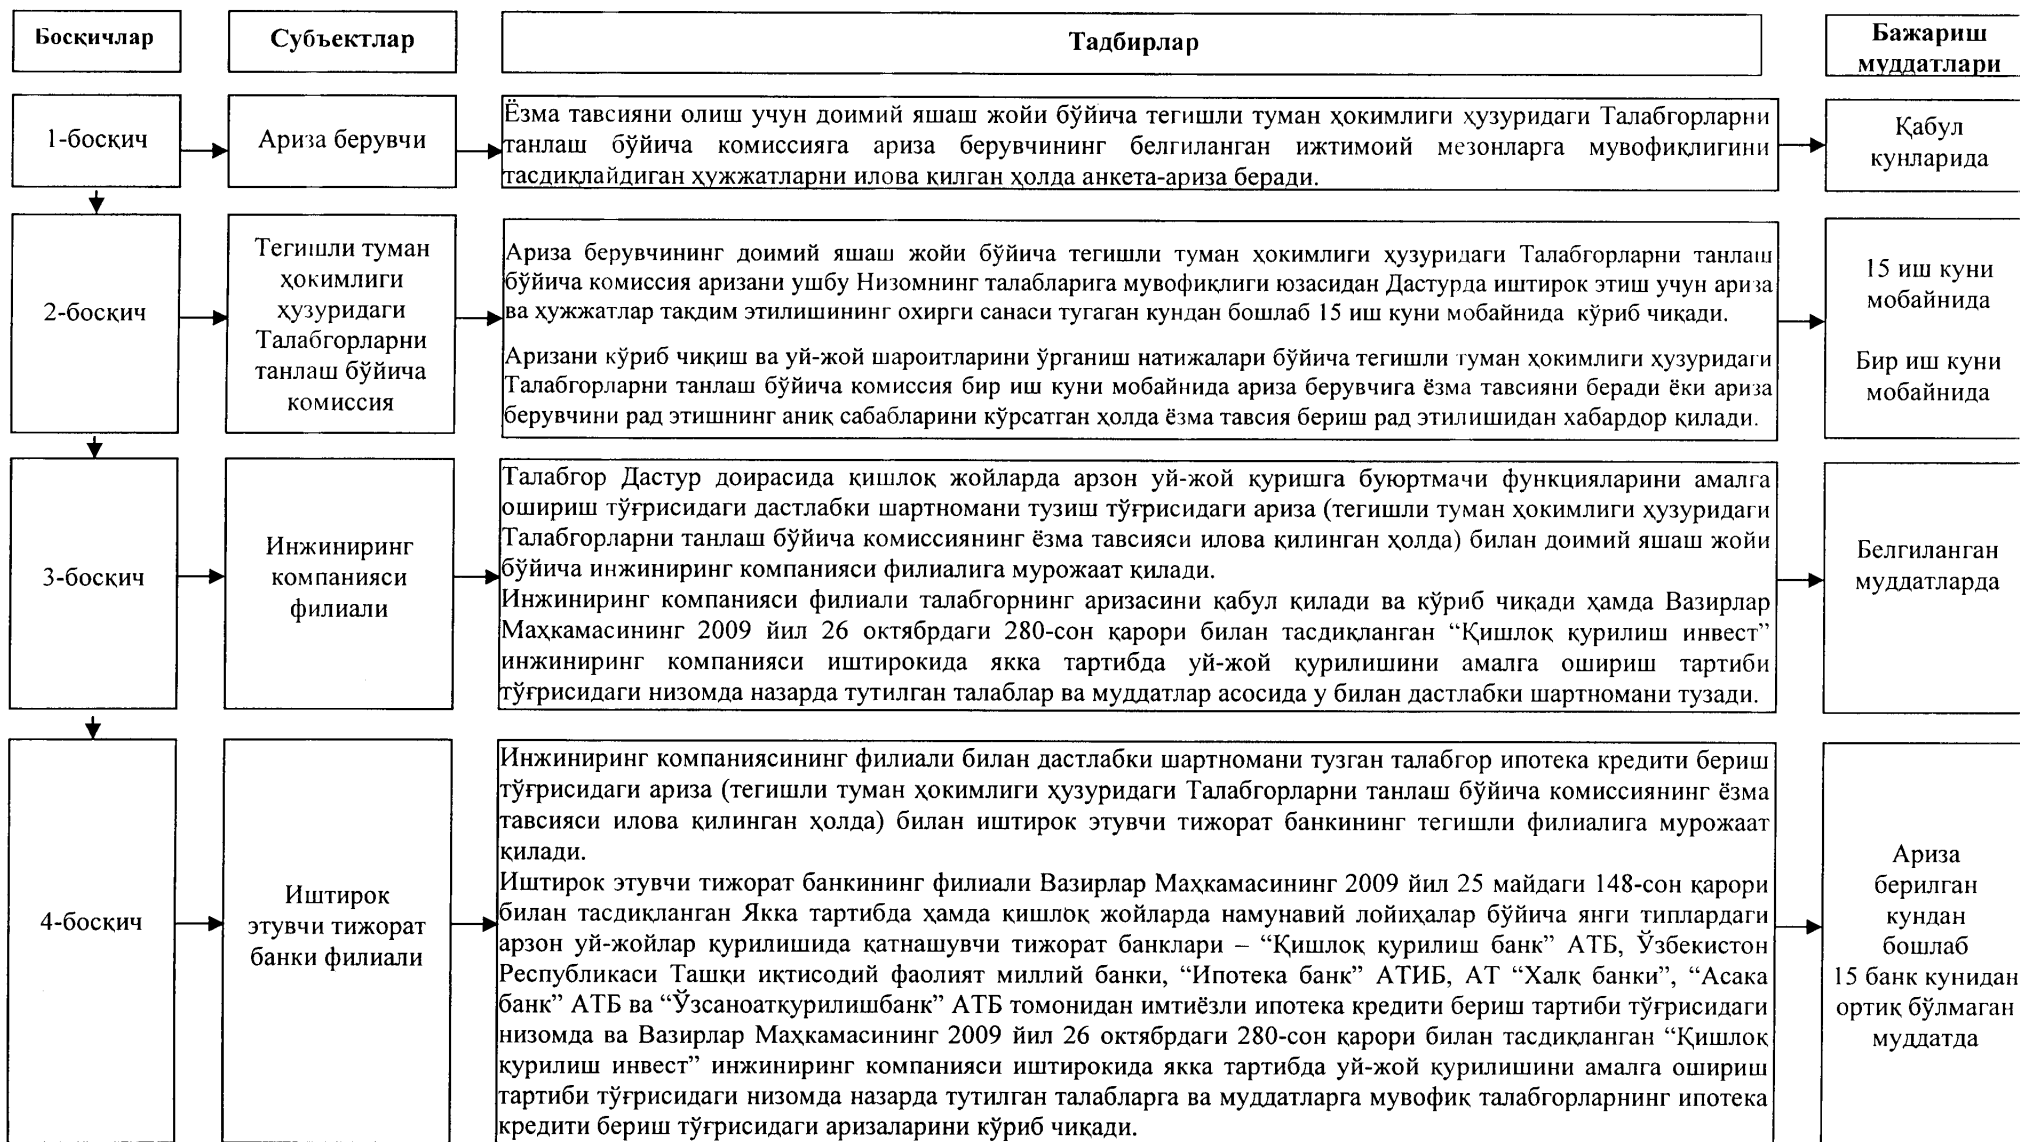 Босқичлар
Субъектлар
Тадбирлар
Бажариш
муддатлари
1-босқич
Ариза берувчи
Ёзма тавсияни олиш учун доимий яшаш жойи бўйича тегишли туман ҳокимлиги ҳузуридаги Талабгорларни
танлаш бўйича комиссияга ариза берувчининг белгиланган ижтимоий мезонларга мувофиқлигини
тасдиқлайдиган ҳужжатларни илова қилган ҳолда анкета-ариза беради.
Қабул
кунларида
2-босқич
Тегишли туман
ҳокимлиги
ҳузуридаги
Талабгорларни
танлаш бўйича
комиссия
Ариза берувчининг доимий яшаш жойи бўйича тегишли туман ҳокимлиги ҳузуридаги Талабгорларни танлаш
бўйича комиссия аризани ушбу Низомнинг талабларига мувофиқлиги юзасидан Дастурда иштирок этиш учун ариза
ва ҳужжатлар тақдим этилишининг охирги санаси тугаган кундан бошлаб 15 иш куни мобайнида кўриб чиқади.
Аризани кўриб чиқиш ва уй-жой шароитларини ўрганиш натижалари бўйича тегишли туман ҳокимлиги ҳузуридаги
Талабгорларни танлаш бўйича комиссия бир иш куни мобайнида ариза берувчига ёзма тавсияни беради ёки ариза
берувчини рад этишнинг аниқ сабабларини кўрсатган ҳолда ёзма тавсия бериш рад этилишидан хабардор қилади.
15 иш куни
мобайнида
Бир иш куни
мобайнида
3-босқич
Инжиниринг
компанияси
филиали
Талабгор Дастур доирасида қишлоқ жойларда арзон уй-жой қуришга буюртмачи функцияларини амалга
ошириш тўғрисидаги дастлабки шартномани тузиш тўғрисидаги ариза (тегишли туман ҳокимлиги ҳузуридаги
Талабгорларни танлаш бўйича комиссиянинг ёзма тавсияси илова қилинган ҳолда) билан доимий яшаш жойи
бўйича инжиниринг компанияси филиалига мурожаат қилади.
Инжиниринг компанияси филиали талабгорнинг аризасини қабул қилади ва кўриб чиқади ҳамда Вазирлар
Маҳкамасининг 2009 йил 26 октябрдаги 280-сон қарори билан тасдиқланган “Қишлоқ қурилиш инвест”
инжиниринг компанияси иштирокида якка тартибда уй-жой қурилишини амалга ошириш тартиби
тўғрисидаги низомда назарда тутилган талаблар ва муддатлар асосида у билан дастлабки шартномани тузади.
Белгиланган
муддатларда
4-босқич
Иштирок
этувчи тижорат
банки филиали
Инжиниринг компаниясининг филиали билан дастлабки шартномани тузган талабгор ипотека кредити бериш
тўғрисидаги ариза (тегишли туман ҳокимлиги ҳузуридаги Талабгорларни танлаш бўйича комиссиянинг ёзма
тавсияси илова қилинган ҳолда) билан иштирок этувчи тижорат банкининг тегишли филиалига мурожаат
қилади.
Иштирок этувчи тижорат банкининг филиали Вазирлар Маҳкамасининг 2009 йил 25 майдаги 148-сон қарори
билан тасдиқланган Якка тартибда ҳамда қишлоқ жойларда намунавий лойиҳалар бўйича янги типлардаги
арзон уй-жойлар қурилишида қатнашувчи тижорат банклари – “Қишлоқ қурилиш банк” АТБ, Ўзбекистон
Республикаси Ташқи иқтисодий фаолият миллий банки, “Ипотека банк” АТИБ, АТ “Халқ банки”, “Асака
банк” АТБ ва “Ўзсаноатқурилишбанк” АТБ томонидан имтиёзли ипотека кредити бериш тартиби тўғрисидаги
низомда ва Вазирлар Маҳкамасининг 2009 йил 26 октябрдаги 280-сон қарори билан тасдиқланган “Қишлоқ
қурилиш инвест” инжиниринг компанияси иштирокида якка тартибда уй-жой қурилишини амалга ошириш
тартиби тўғрисидаги низомда назарда тутилган талабларга ва муддатларга мувофиқ талабгорларнинг ипотека
кредити бериш тўғрисидаги аризаларини кўриб чиқади.
Ариза
берилган
кундан
бошлаб
15 банк кунидан
ортиқ бўлмаган
муддатда